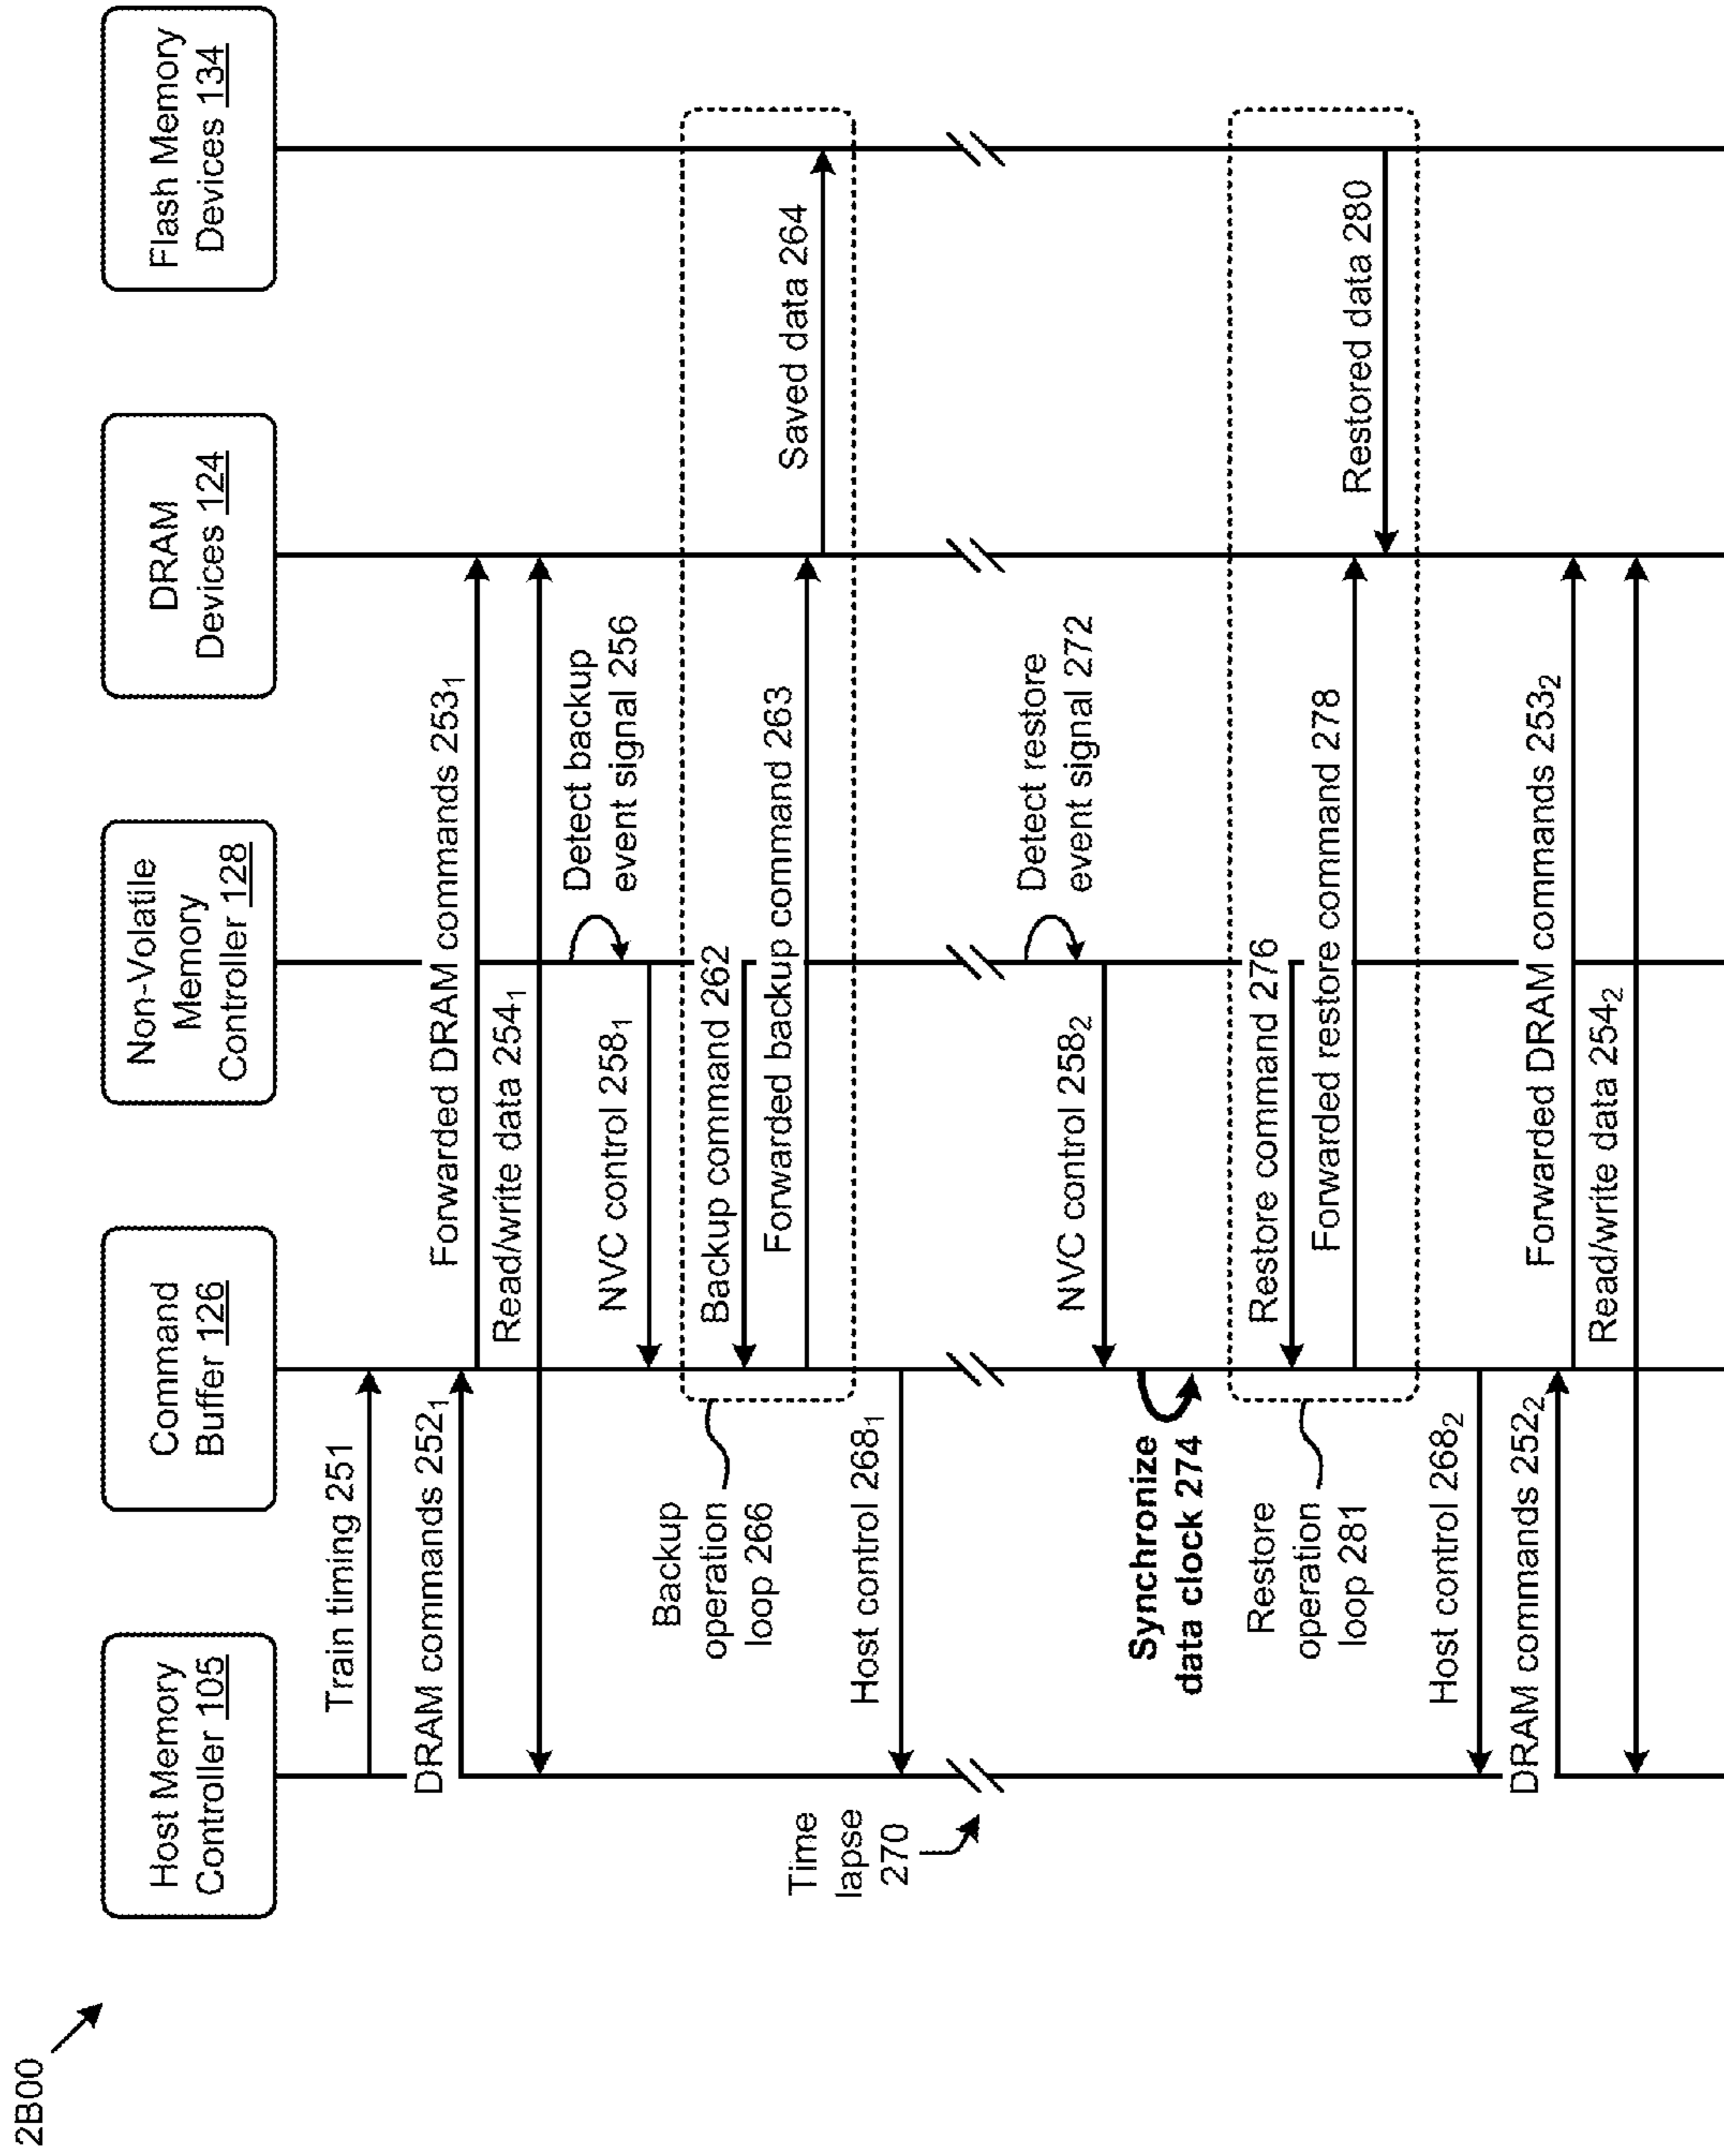 2B00
Host Memory
Controller 105
Command
Buffer 126
Non-Volatile
Memory
Controller 128
DRAM
Devices 124
Flash Memory
Devices 134
Train timing 251
DRAM commands 252₁
Forwarded DRAM commands 253₁
Read/write data 254₁
Detect backup
event signal 256
NVC control 258₁
Backup
operation
loop 266
Backup command 262
Forwarded backup command 263
Saved data 264
Host control 268₁
Time
lapse
270
Detect restore
event signal 272
NVC control 258₂
Synchronize
data clock 274
Restore
operation
loop 281
Restore command 276
Forwarded restore command 278
Restored data 280
Host control 268₂
DRAM commands 252₂
Forwarded DRAM commands 253₂
Read/write data 254₂